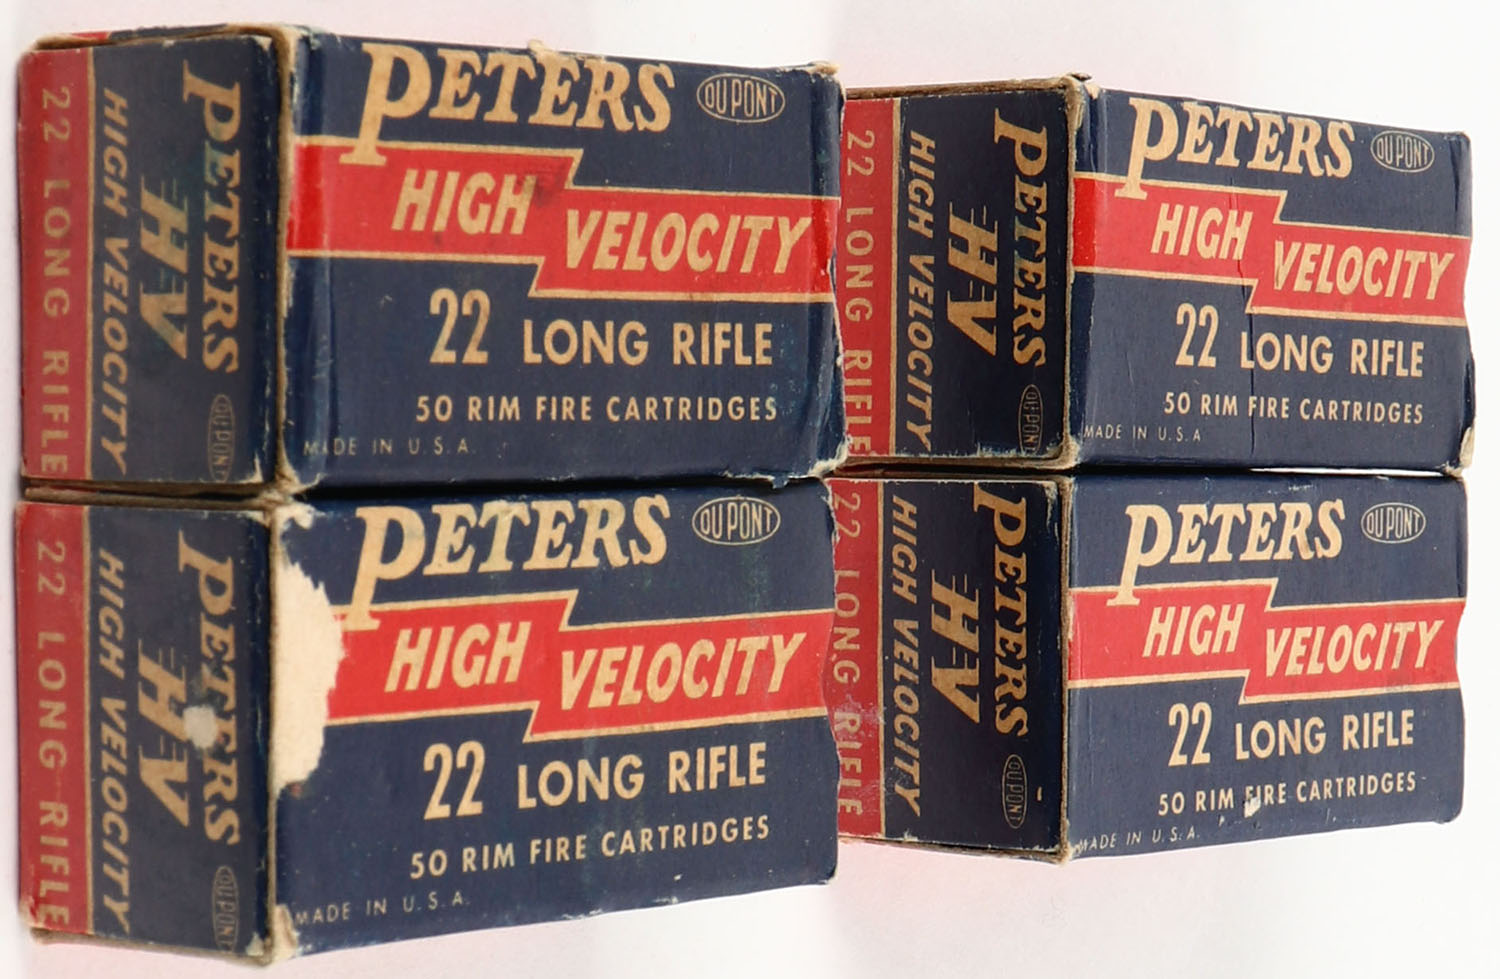 PETERS
HV
HIGH VELOCITY
22 LONG RIFLE
DU PONT
PETERS DU PONT
HIGH VELOCITY
22 LONG RIFLE
50 RIM FIRE CARTRIDGES
MADE IN U.S.A.
PETERS
HV
HIGH VELOCITY
22 LONG RIFLE
DU PONT
PETERS DU PONT
HIGH VELOCITY
22 LONG RIFLE
50 RIM FIRE CARTRIDGES
MADE IN U.S.A
PETERS
HV
HIGH VELOCITY
22 LONG RIFLE
DU PONT
PETERS DU PONT
HIGH VELOCITY
22 LONG RIFLE
50 RIM FIRE CARTRIDGES
MADE IN U.S.A.
PETERS
HV
HIGH VELOCITY
22 LONG RIFLE
DU PONT
PETERS DU PONT
HIGH VELOCITY
22 LONG RIFLE
50 RIM FIRE CARTRIDGES
MADE IN U.S.A.